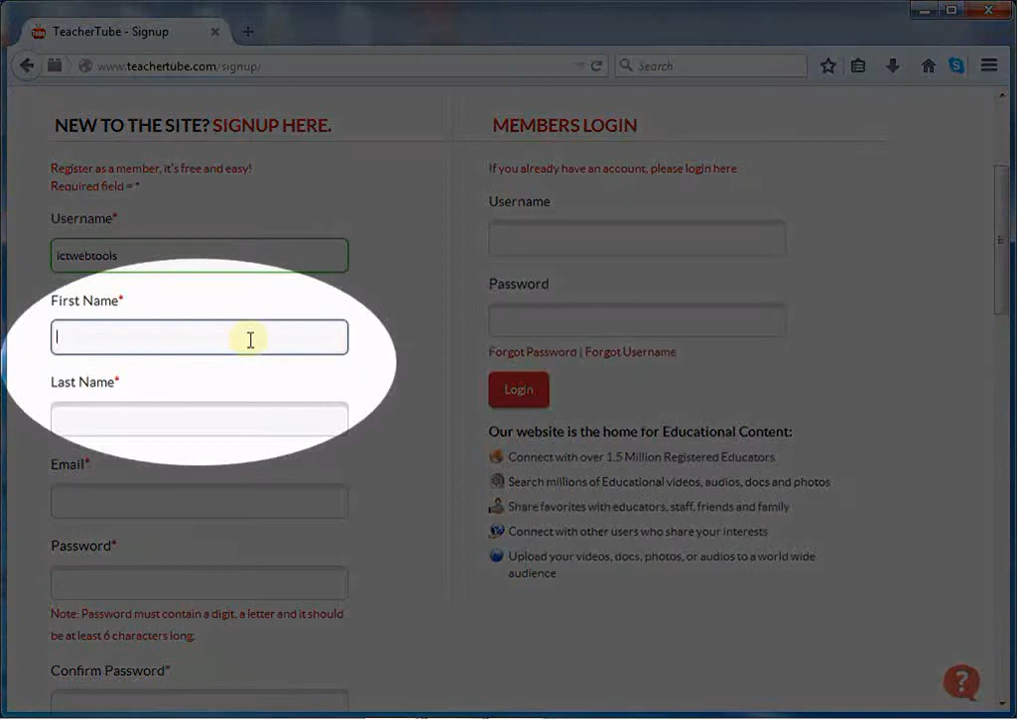 TeacherTube - Signup
www.teachertube.com/signup/
Search
NEW TO THE SITE? SIGNUP HERE.
Register as a member, it's free and easy!
Required field = *
Username*
ictwebtools
First Name*
Last Name*
Email*
Password*
Note: Password must contain a digit, a letter and it should
be at least 6 characters long.
Confirm Password*
MEMBERS LOGIN
If you already have an account, please login here.
Username
Password
Forgot Password | Forgot Username
Login
Our website is the home for Educational Content:
Connect with over 1.5 Million Registered Educators
Search millions of Educational videos, audios, docs and photos
Share favorites with educators, staff, friends and family
Connect with other users who share your interests
Upload your videos, docs, photos, or audios to a world wide
audience
?